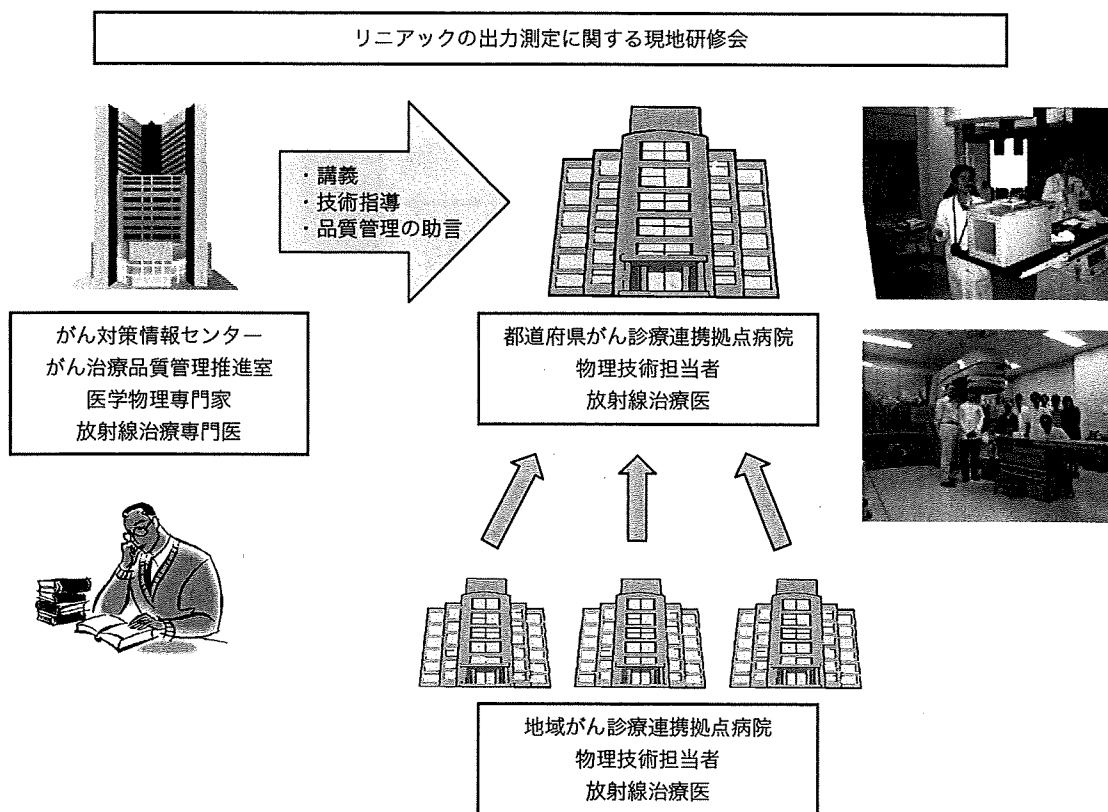 リニアックの出力測定に関する現地研修会
・講義
・技術指導
・品質管理の助言
がん対策情報センター
がん治療品質管理推進室
医学物理専門家
放射線治療専門医
都道府県がん診療連携拠点病院
物理技術担当者
放射線治療医
地域がん診療連携拠点病院
物理技術担当者
放射線治療医